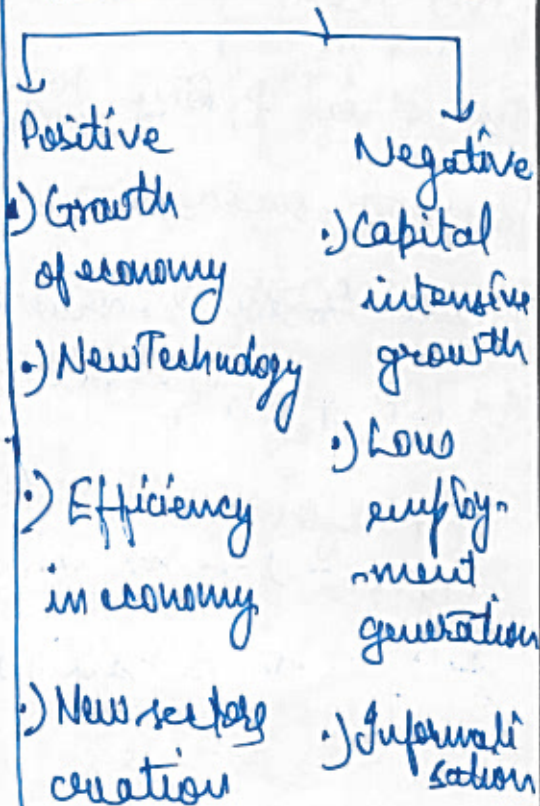 Positive
.) Growth
of economy
.) New Technology
.) Efficiency
in economy
.) New sectors
creation
Negative
.) Capital
intensive
growth
.) Low
employ-
-ment
generation
.) Informali
sation